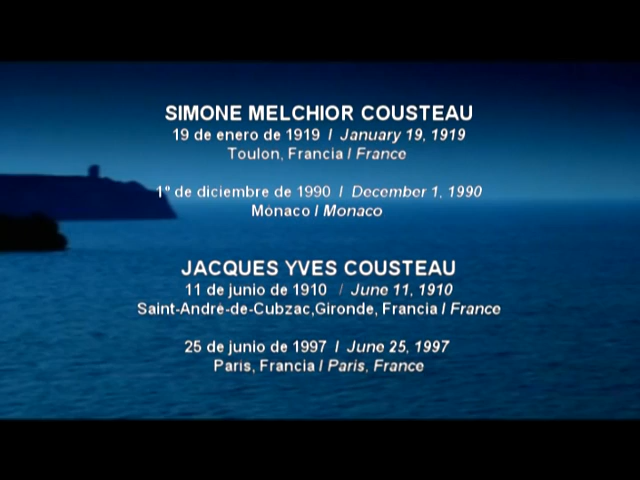 SIMONE MELCHIOR COUSTEAU
19 de enero de 1919 / January 19, 1919
Toulon, Francia / France
1º de diciembre de 1990 / December 1, 1990
Mónaco / Monaco
JACQUES YVES COUSTEAU
11 de junio de 1910 / June 11, 1910
Saint-André-de-Cubzac,Gironde, Francia / France
25 de junio de 1997 / June 25, 1997
París, Francia / Paris, France